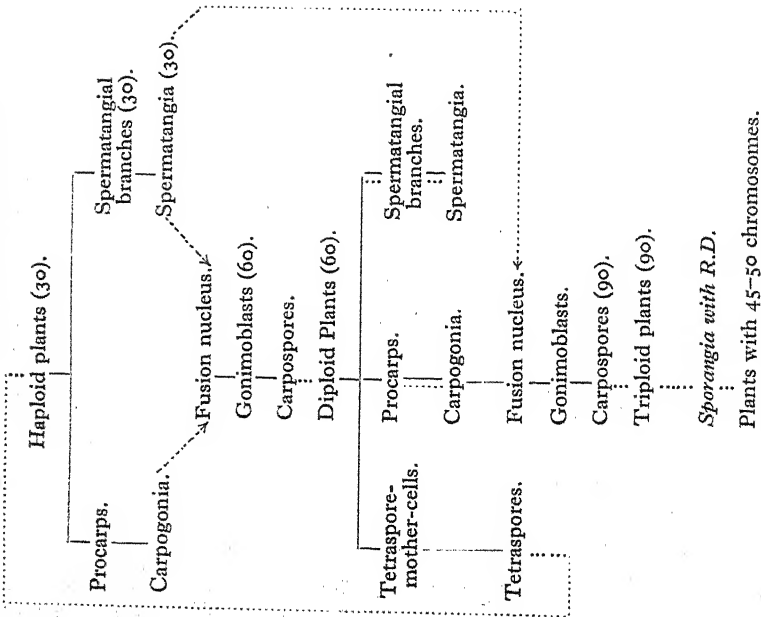 Haploid plants (30).
Procarps.
Spermatangial
branches (30).
Carpogonia.
Spermatangia (30).
Fusion nucleus.
Gonimoblasts (60)
Carpospores.
Diploid Plants (60).
Tetraspore-
mother-cells.
Procarps.
Spermatangial
branches.
Tetraspores.
Carpogonia.
Spermatangia.
Fusion nucleus.
Gonimoblasts.
Carpospores (90).
Triploid plants (90).
Sporangia with R.D.
Plants with 45–50 chromosomes.